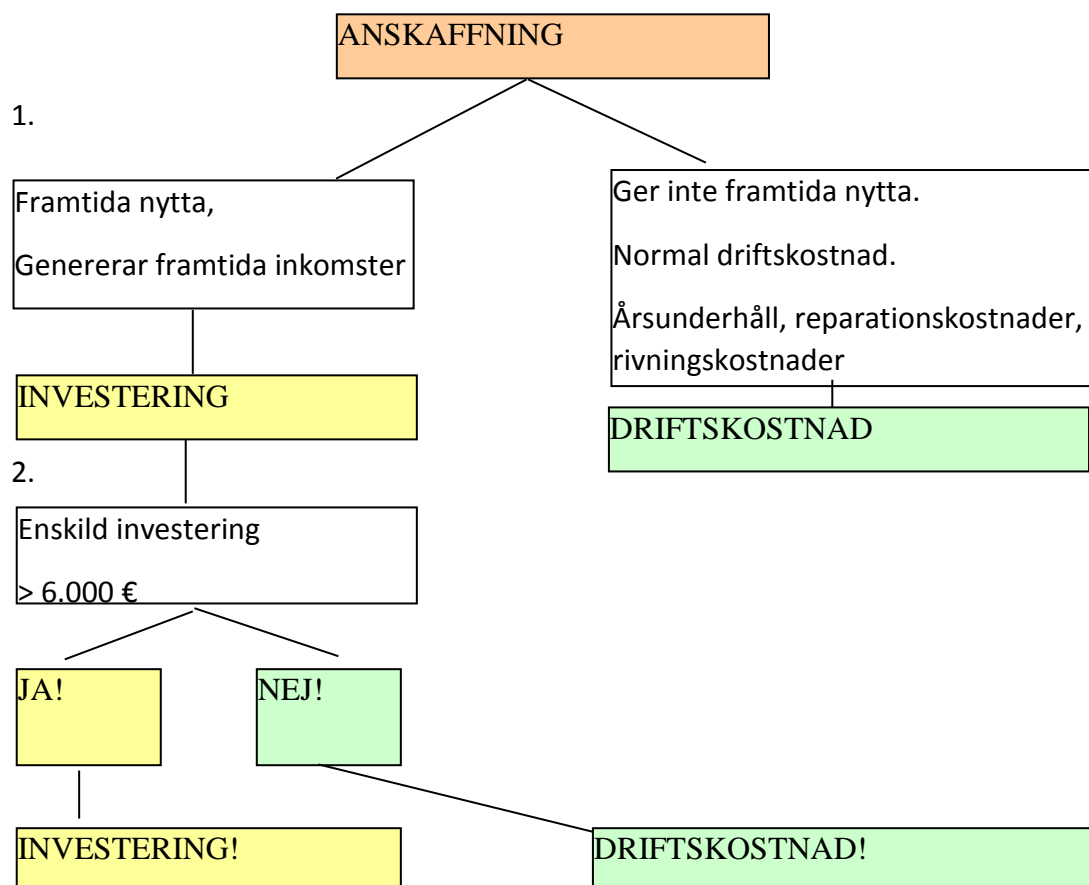 ANSKAFFNING
1.
Framtida nytta,
Genererar framtida inkomster
Ger inte framtida nytta.
Normal driftskostnad.
Årsunderhåll, reparationskostnader,
rivningskostnader
INVESTERING
DRIFTSKOSTNAD
2.
Enskild investering
> 6.000 €
JA!
NEJ!
INVESTERING!
DRIFTSKOSTNAD!